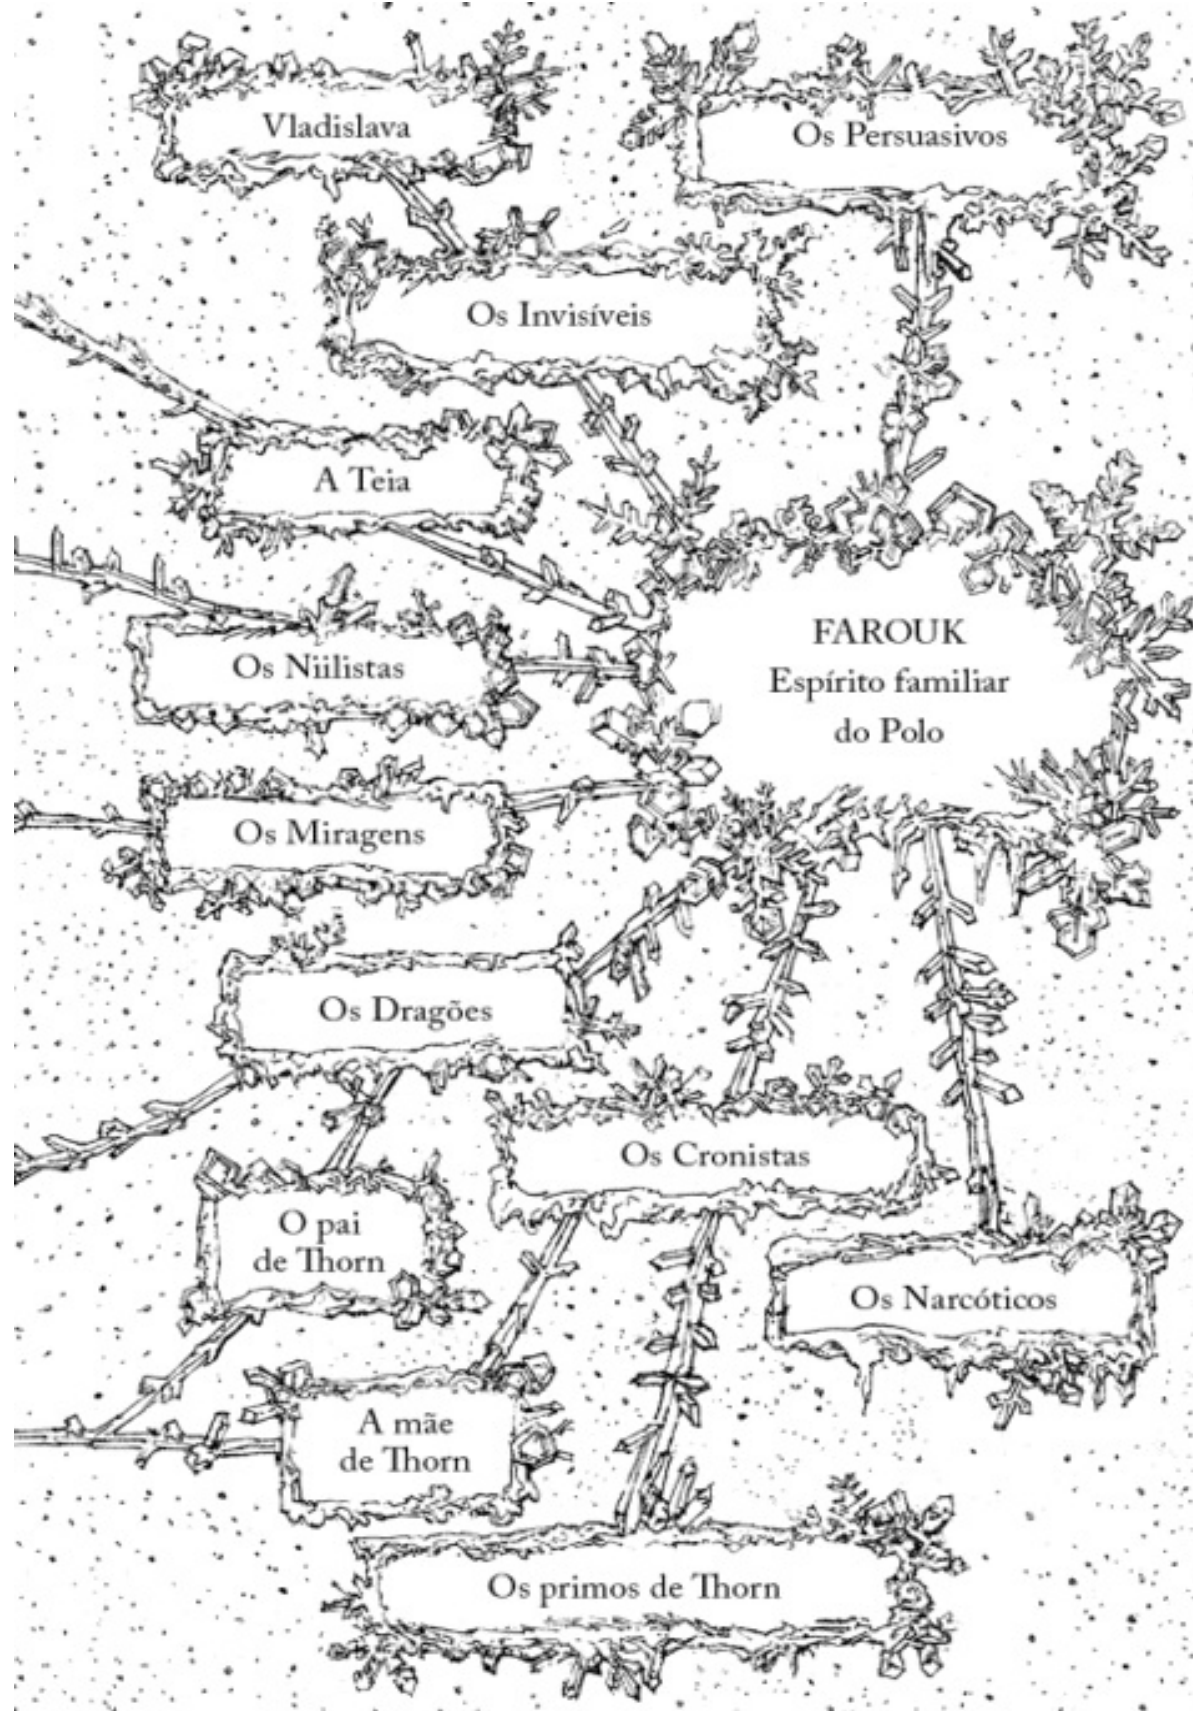 Vladislava
Os Persuasivos
Os Invisíveis
A Teia
FAROUK
Espírito familiar
do Polo
Os Niilistas
Os Miragens
Os Dragões
Os Cronistas
O pai
de Thorn
Os Narcóticos
A mãe
de Thorn
Os primos de Thorn